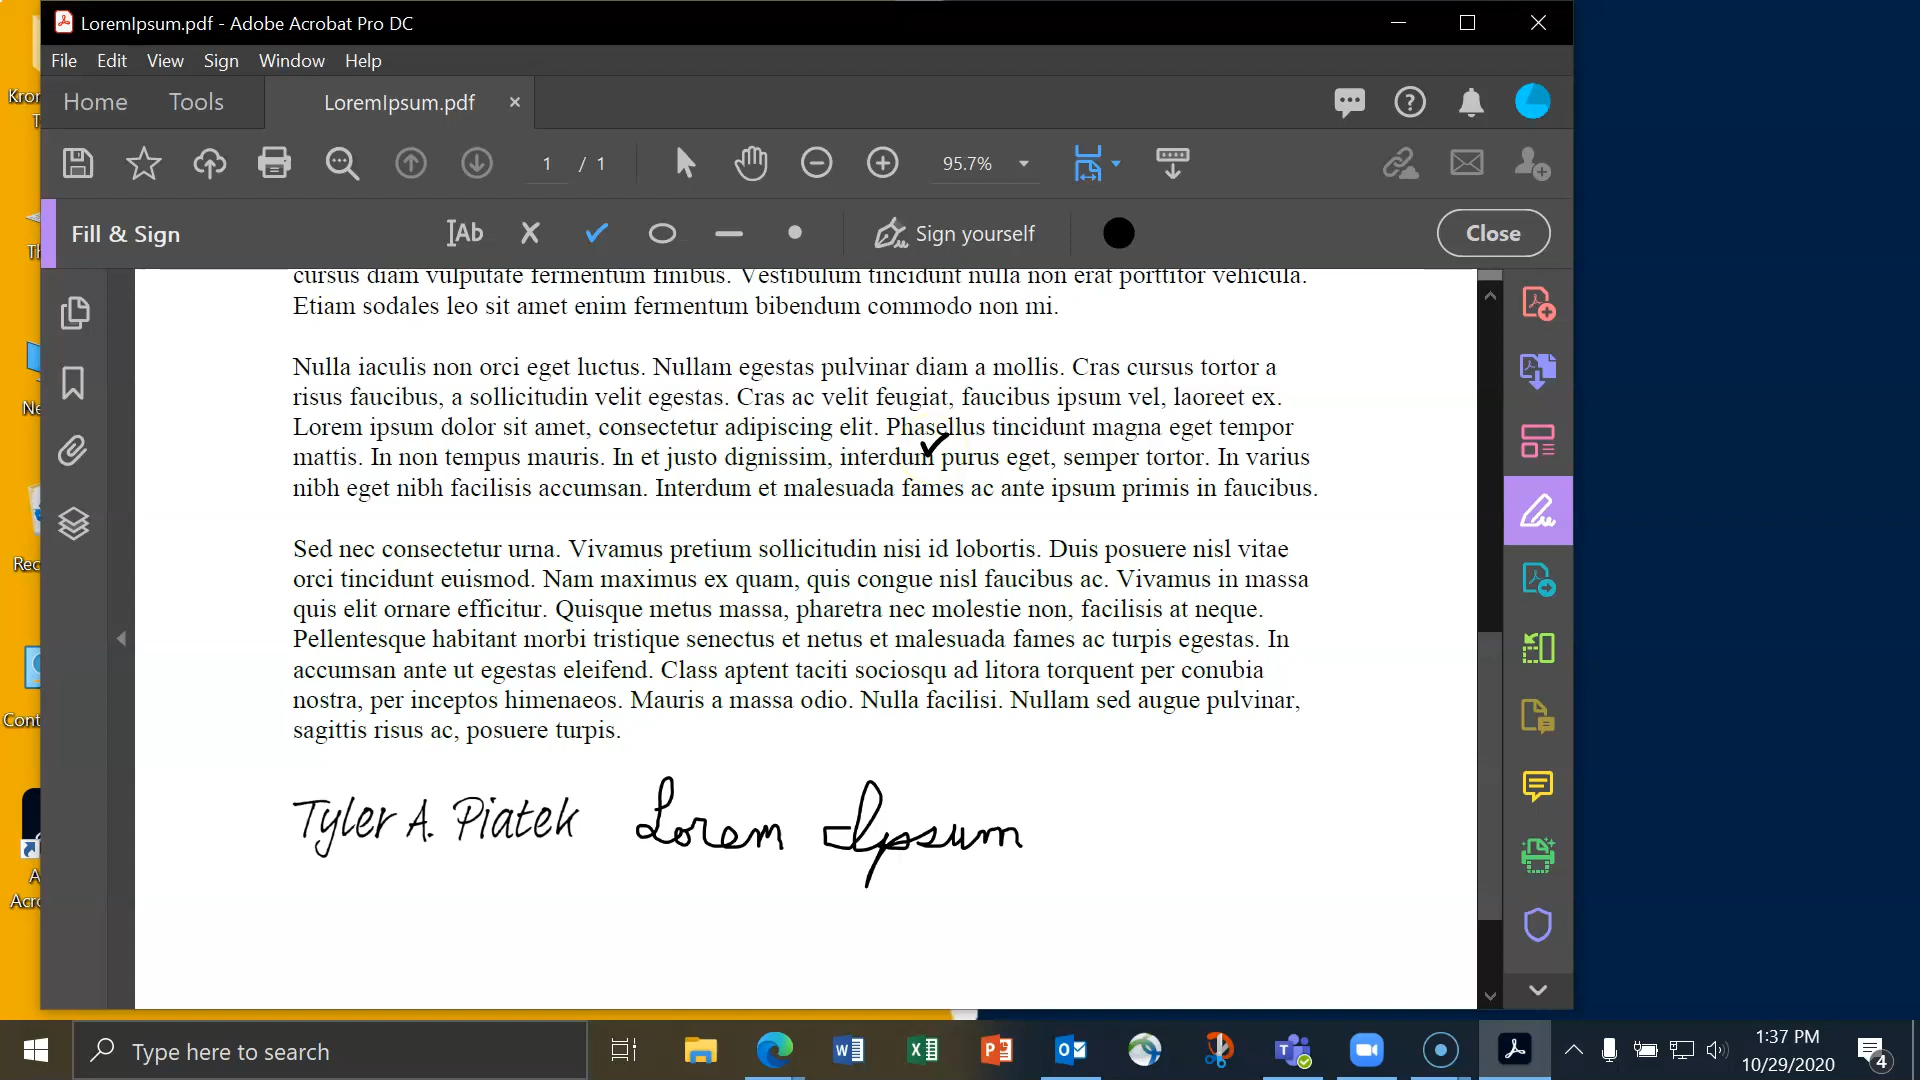 LoremIpsum.pdf - Adobe Acrobat Pro DC
File Edit View Sign Window Help
Home Tools LoremIpsum.pdf
1 / 1 95.7%
Fill & Sign Ab Sign yourself Close
cursus diam vulputate fermentum finibus. Vestibulum tincidunt nulla non erat porttitor vehicula.
Etiam sodales leo sit amet enim fermentum bibendum commodo non mi.
Nulla iaculis non orci eget luctus. Nullam egestas pulvinar diam a mollis. Cras cursus tortor a
risus faucibus, a sollicitudin velit egestas. Cras ac velit feugiat, faucibus ipsum vel, laoreet ex.
Lorem ipsum dolor sit amet, consectetur adipiscing elit. Phasellus tincidunt magna eget tempor
mattis. In non tempus mauris. In et justo dignissim, interdum purus eget, semper tortor. In varius
nibh eget nibh facilisis accumsan. Interdum et malesuada fames ac ante ipsum primis in faucibus.
Sed nec consectetur urna. Vivamus pretium sollicitudin nisi id lobortis. Duis posuere nisl vitae
orci tincidunt euismod. Nam maximus ex quam, quis congue nisl faucibus ac. Vivamus in massa
quis elit ornare efficitur. Quisque metus massa, pharetra nec molestie non, facilisis at neque.
Pellentesque habitant morbi tristique senectus et netus et malesuada fames ac turpis egestas. In
accumsan ante ut egestas eleifend. Class aptent taciti sociosqu ad litora torquent per conubia
nostra, per inceptos himenaeos. Mauris a massa odio. Nulla facilisi. Nullam sed augue pulvinar,
sagittis risus ac, posuere turpis.
Tyler A. Piatek Lorem Ipsum
Type here to search
1:37 PM
10/29/2020
4